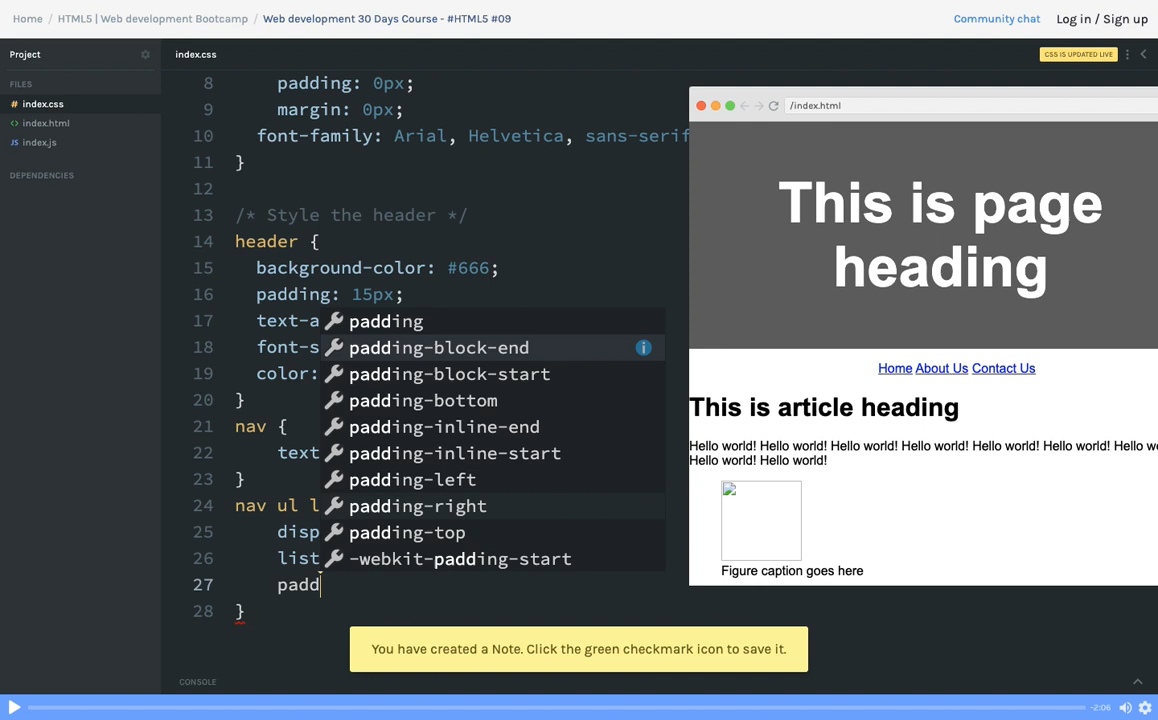 Home / HTML5 | Web development Bootcamp / Web development 30 Days Course - #HTML5 #09
Community chat
Log in / Sign up
Project
index.css
CSS IS UPDATED LIVE
FILES
index.css
index.html
JS index.js
DEPENDENCIES
8 padding: 0px;
9 margin: 0px;
10 font-family: Arial, Helvetica, sans-serif
11 }
12
13 /* Style the header */
14 header {
15 background-color: #666;
16 padding: 15px;
17 text-a
18 font-s
19 color:
20 }
21 nav {
22 text
23 }
24 nav ul l
25 disp
26 list
27 padd
28 }
padding
padding-block-end
padding-block-start
padding-bottom
padding-inline-end
padding-inline-start
padding-left
padding-right
padding-top
-webkit-padding-start
/index.html
This is page
heading
Home About Us Contact Us
This is article heading
Hello world! Hello world! Hello world! Hello world! Hello world! Hello world! Hello wo
Hello world! Hello world!
Figure caption goes here
You have created a Note. Click the green checkmark icon to save it.
CONSOLE
-2:06